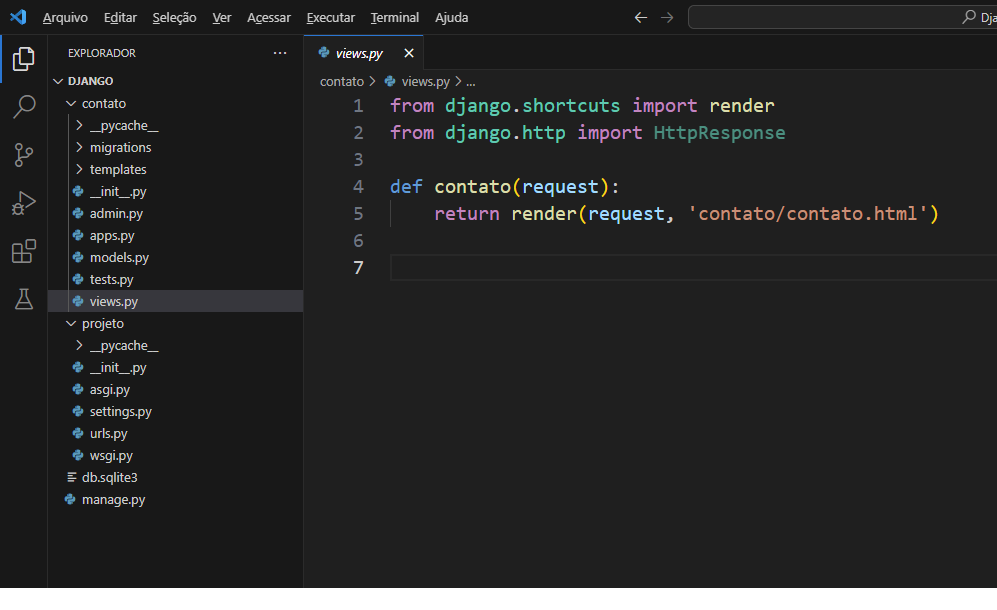 Arquivo Editar Seleção Ver Acessar Executar Terminal Ajuda
EXPLORADOR
DJANGO
contato
__pycache__
migrations
templates
__init__.py
admin.py
apps.py
models.py
tests.py
views.py
projeto
__pycache__
__init__.py
asgi.py
settings.py
urls.py
wsgi.py
db.sqlite3
manage.py
views.py
contato > views.py > ...
1 from django.shortcuts import render
2 from django.http import HttpResponse
3
4 def contato(request):
5     return render(request, 'contato/contato.html')
6
7